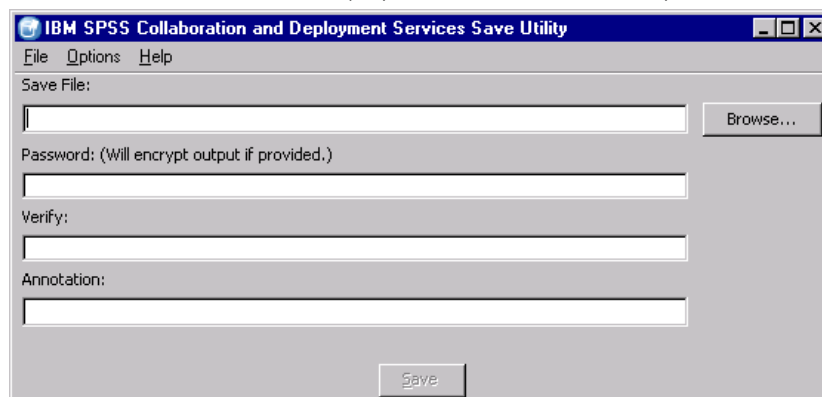 IBM SPSS Collaboration and Deployment Services Save Utility
File Options Help
Save File:
Browse...
Password: (Will encrypt output if provided.)
Verify:
Annotation:
Save